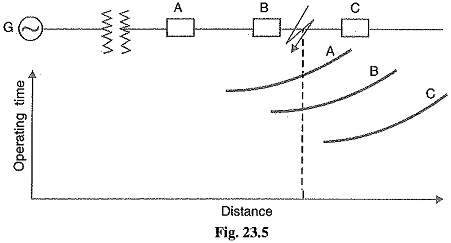 G A B C
A
B
C
Operating time
Distance
Fig. 23.5